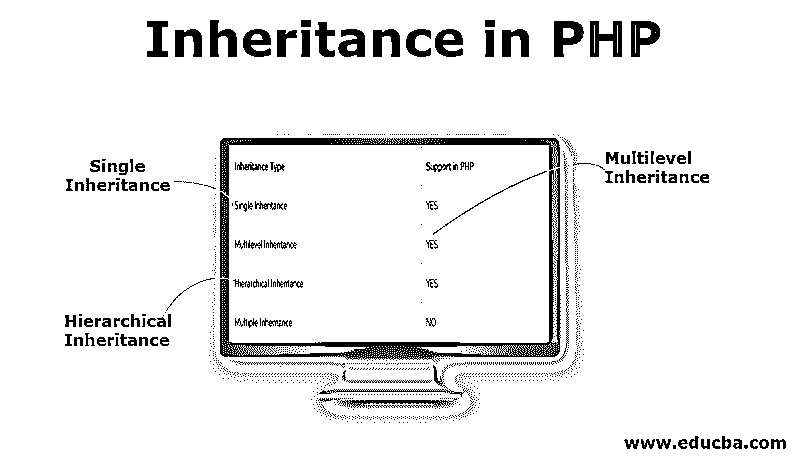 Inheritance in PHP
Single
Inheritance
Multilevel
Inheritance
Hierarchical
Inheritance
Inheritance Type Support in PHP
Single Inheritance YES
Multilevel Inheritance YES
Hierarchical Inheritance YES
Multiple Inheritance NO
www.educba.com